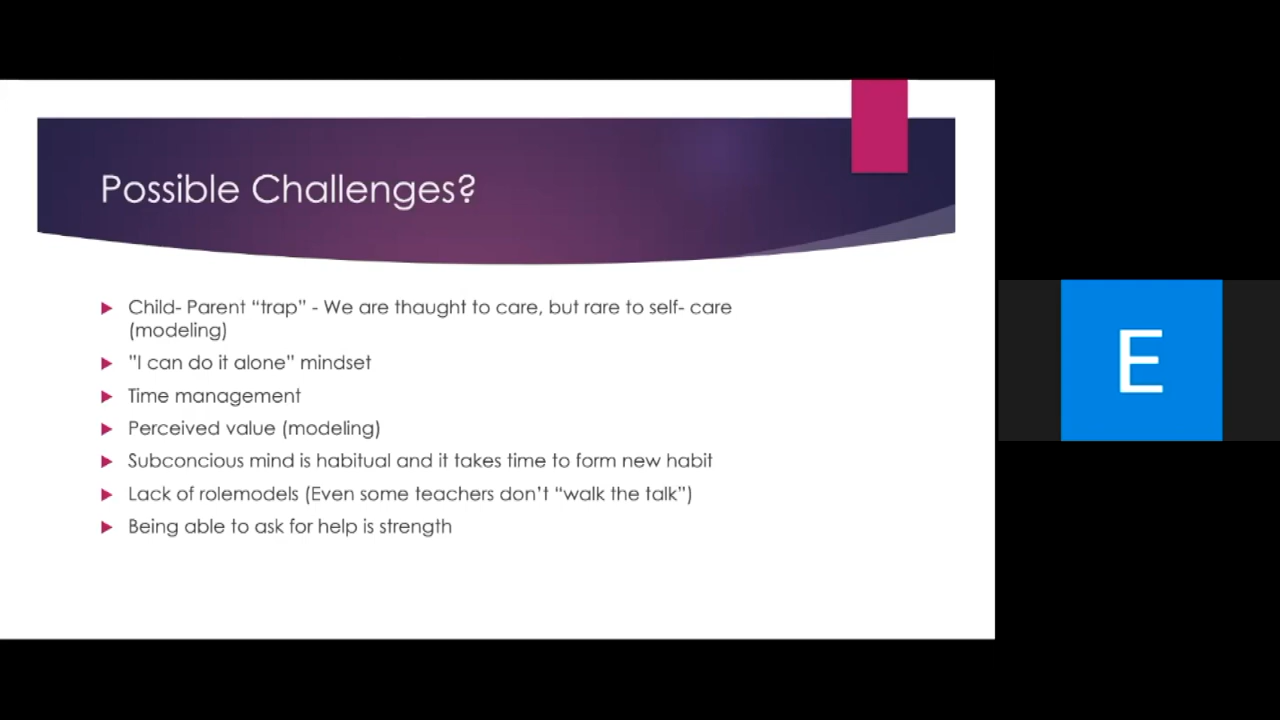 Possible Challenges?
Child- Parent “trap” - We are thaught to care, but rare to self- care
(modeling)
”I can do it alone” mindset
Time management
Perceived value (modeling)
Subconcious mind is habitual and it takes time to form new habit
Lack of rolemodels (Even some teachers don’t “walk the talk”)
Being able to ask for help is strength
E